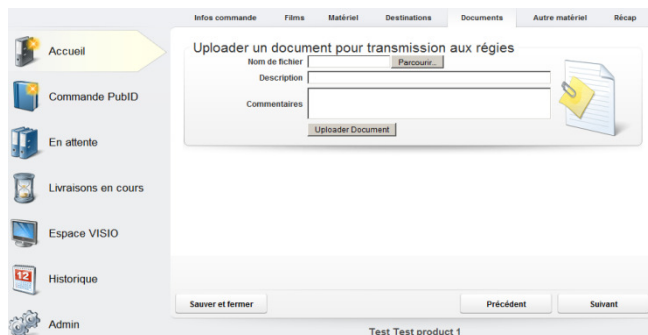 Infos commande Films Matériel Destinations Documents Autre matériel Récap
Accueil
Commande PubID
En attente
Livraisons en cours
Espace VISIO
12
Historique
Admin
Uploader un document pour transmission aux régies
Nom de fichier Parcourir...
Description
Commentaires
Uploader Document
Sauver et fermer Précédent Suivant
Test Test product 1